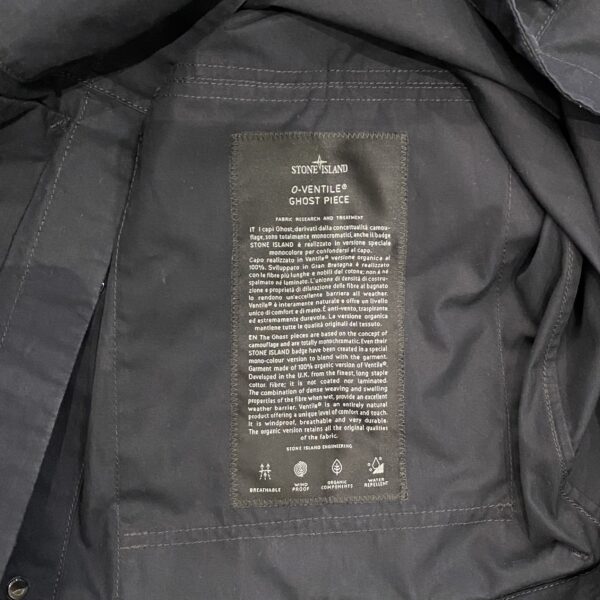 STONE ISLAND
O-VENTILE®
GHOST PIECE
FABRIC RESEARCH AND TREATMENT
IT I capi Ghost, derivati dalla concettualità camou-
flage, sono totalmente monocromatici, anche il badge
STONE ISLAND è realizzato in versione speciale
monocolore per confondersi al capo.
Capo realizzato in Ventile® versione organica al
100%. Sviluppato in Gran Bretagna è realizzato
con le fibre più lunghe e nobili del cotone; non è né
spalmato né laminato. L'unione di densità di costru-
zione e proprietà di dilatazione delle fibre al bagnato
lo rendono un'eccellente barriera all weather.
Ventile® è interamente naturale e offre un livello
unico di comfort e di mano. È anti-vento, traspirante
ed estremamente durevole. La versione organica
mantiene tutte le qualità originali del tessuto.
EN The Ghost pieces are based on the concept of
camouflage and are totally monochromatic. Even their
STONE ISLAND badge have been created in a special
mono-colour version to blend with the garment.
Garment made of 100% organic version of Ventile®.
Developed in the U.K. from the finest, long staple
cotton fibre; it is not coated nor laminated.
The combination of dense weaving and swelling
properties of the fibre when wet, provide an excellent
weather barrier. Ventile® is an entirely natural
product offering a unique level of comfort and touch.
It is windproof, breathable and very durable.
The organic version retains all the original qualities
of the fabric.
STONE ISLAND ENGINEERING
BREATHABLE
WIND
PROOF
ORGANIC
COMPONENTS
WATER
REPELLENT